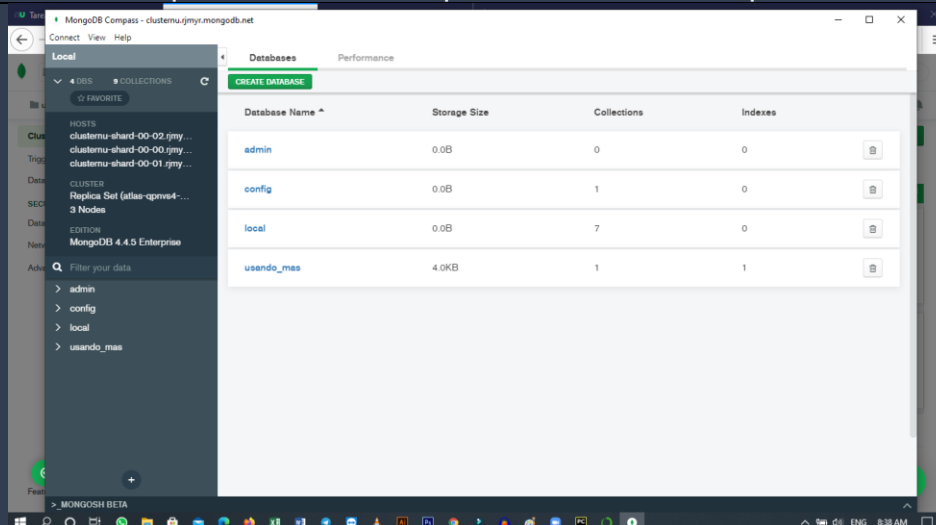 MongoDB Compass - clustemu.rjmyr.mongodb.net
Connect View Help
Local
4 DBS 9 COLLECTIONS
FAVORITE
HOSTS
clusternu-shard-00-02.rjmy...
clusternu-shard-00-00.rjmy...
clusternu-shard-00-01.rjmy...
CLUSTER
Replica Set (atlas-qpnvs4-...
3 Nodes
EDITION
MongoDB 4.4.5 Enterprise
Filter your data
admin
config
local
usando_mas
>_MONGOSH BETA
Databases Performance
CREATE DATABASE
Database Name Storage Size Collections Indexes
admin 0.0B 0 0
config 0.0B 1 0
local 0.0B 7 0
usando_mas 4.0KB 1 1
ENG 8:38 AM